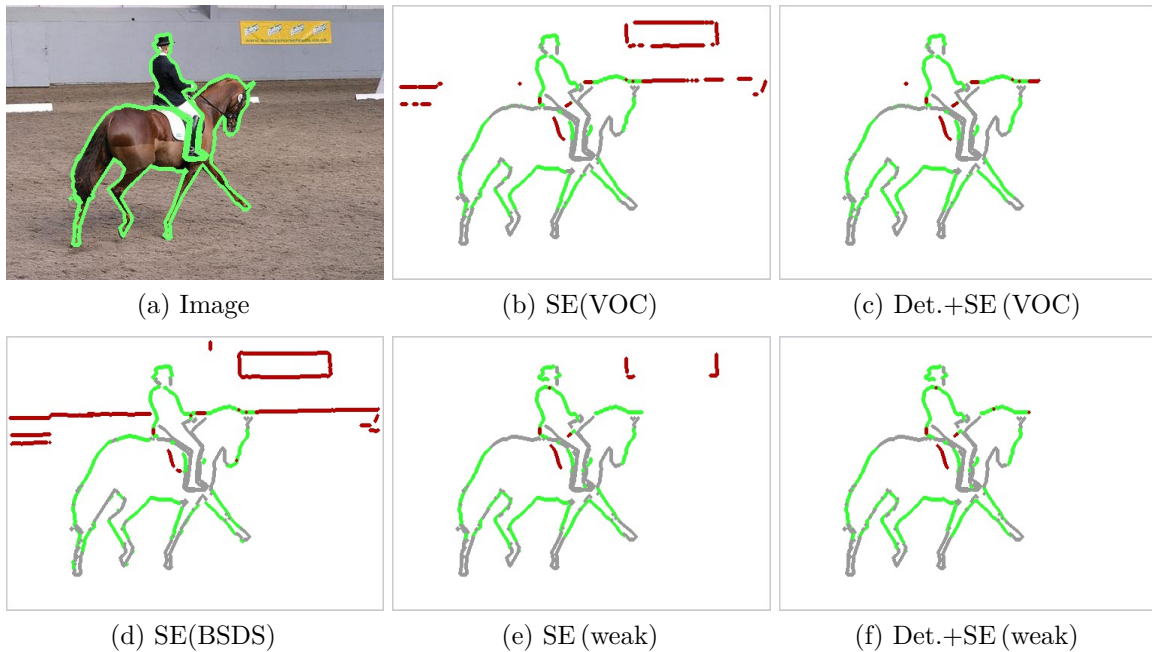 (a) Image
(b) SE(VOC)
(c) Det.+SE (VOC)
(d) SE(BSDS)
(e) SE (weak)
(f) Det.+SE (weak)